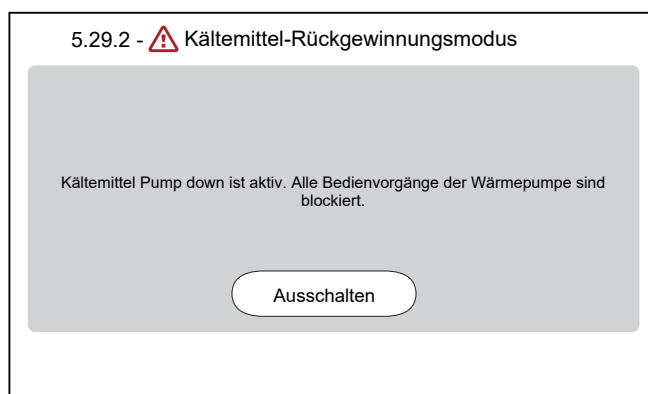 5.29.2 - Kältemittel-Rückgewinnungsmodus
Kältemittel Pump down ist aktiv. Alle Bedienvorgänge der Wärmepumpe sind
blockiert.
Ausschalten